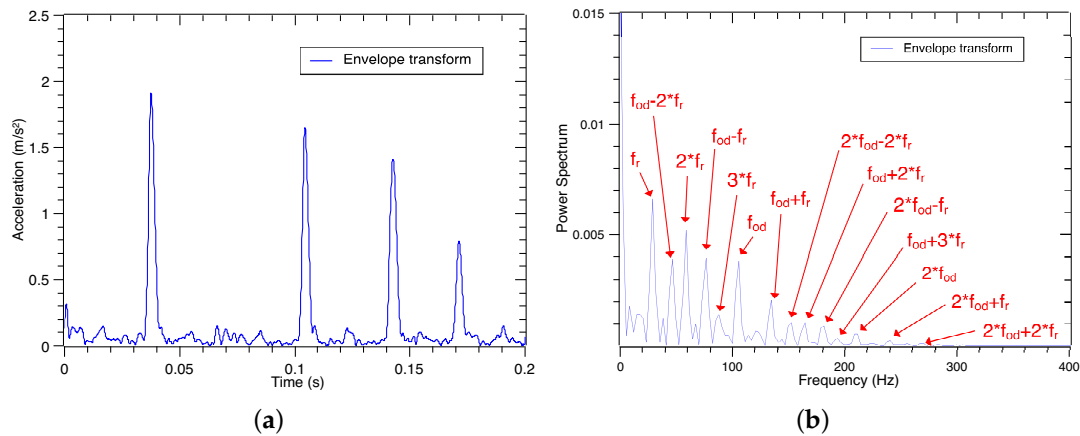 2.5
2
1.5
1
0.5
0
Acceleration (m/s²)
Envelope transform
0
0.05
0.1
0.15
0.2
Time (s)
(a)
0.015
0.01
0.005
Power Spectrum
Envelope transform
fod-2*fr
fr
2*fr
fod-fr
3*fr
fod
fod+fr
2*fod-2*fr
fod+2*fr
2*fod-fr
fod+3*fr
2*fod
2*fod+fr
2*fod+2*fr
0
100
200
300
400
Frequency (Hz)
(b)